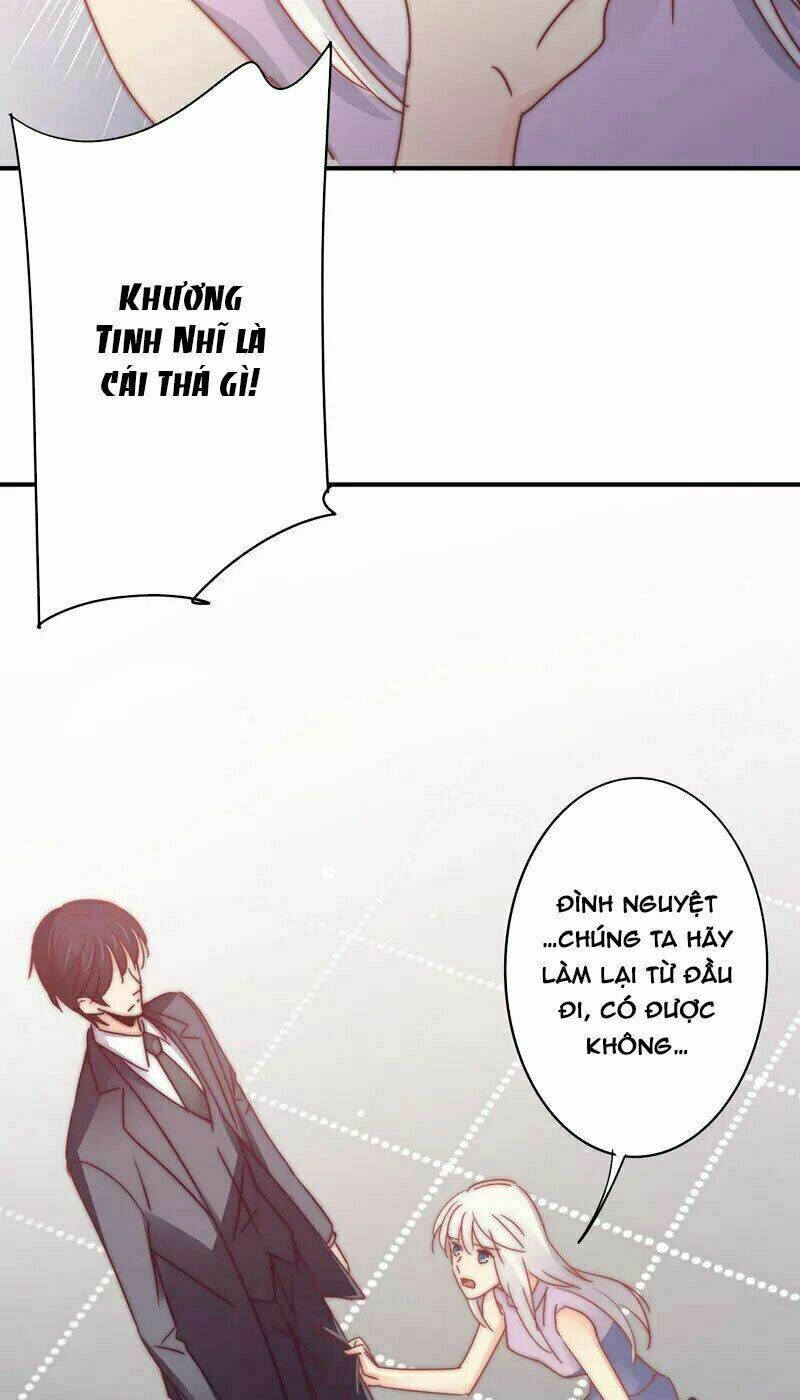 KHƯƠNG
TINH NHĨ LÀ
CÁI THÁ GÌ!
ĐÌNH NGUYỆT
...CHÚNG TA HÃY
LÀM LẠI TỪ ĐẦU
ĐI, CÓ ĐƯỢC
KHÔNG...